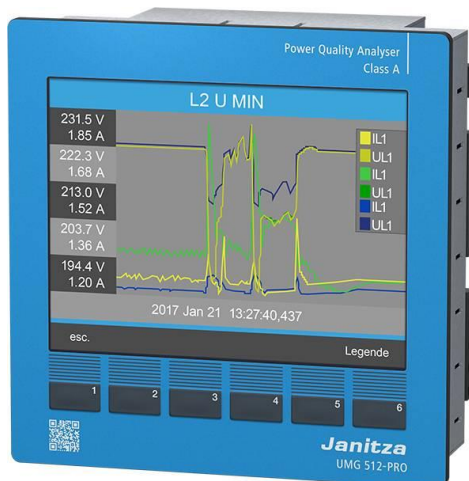 Power Quality Analyser
Class A
L2 U MIN
231.5 V
1.85 A
222.3 V
1.68 A
213.0 V
1.52 A
203.7 V
1.36 A
194.4 V
1.20 A
IL1
UL1
IL1
UL1
IL1
UL1
2017 Jan 21 13:27:40,437
esc.
Legende
1 2 3 4 5 6
Janitza
UMG 512-PRO